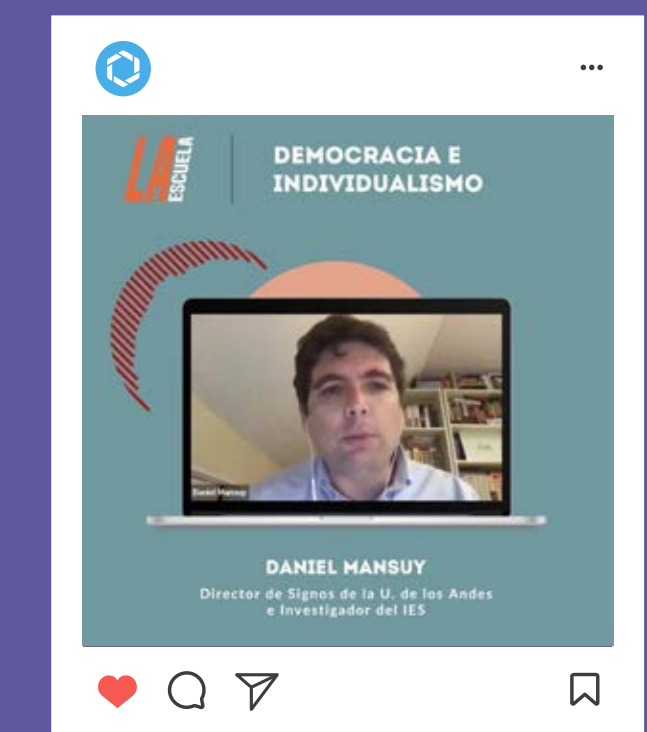 LA
ESCUELA
DEMOCRACIA E
INDIVIDUALISMO
Daniel Mansuy
DANIEL MANSUY
Director de Signos de la U. de los Andes
e Investigador del IES